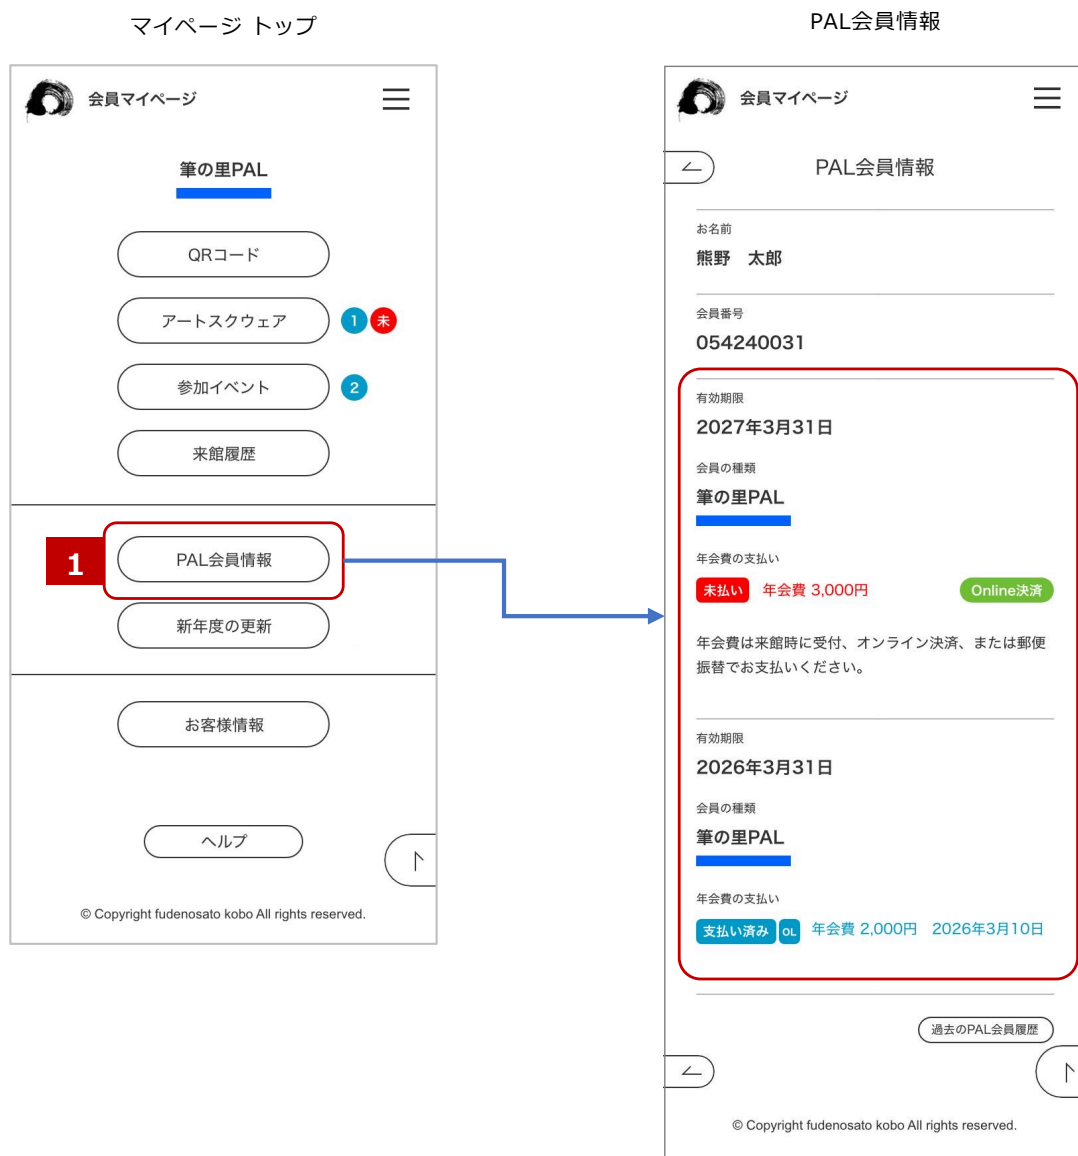 マイページ トップ
会員マイページ
筆の里PAL
QRコード
アートスクウェア 1 未
参加イベント 2
来館履歴
1 PAL会員情報
新年度の更新
お客様情報
ヘルプ
© Copyright fudenosato kobo All rights reserved.
PAL会員情報
会員マイページ
PAL会員情報
お名前
熊野 太郎
会員番号
054240031
有効期限
2027年3月31日
会員の種類
筆の里PAL
年会費の支払い
未払い 年会費 3,000円 Online決済
年会費は来館時に受付、オンライン決済、または郵便
振替でお支払いください。
有効期限
2026年3月31日
会員の種類
筆の里PAL
年会費の支払い
支払い済み OL 年会費 2,000円 2026年3月10日
過去のPAL会員履歴
© Copyright fudenosato kobo All rights reserved.